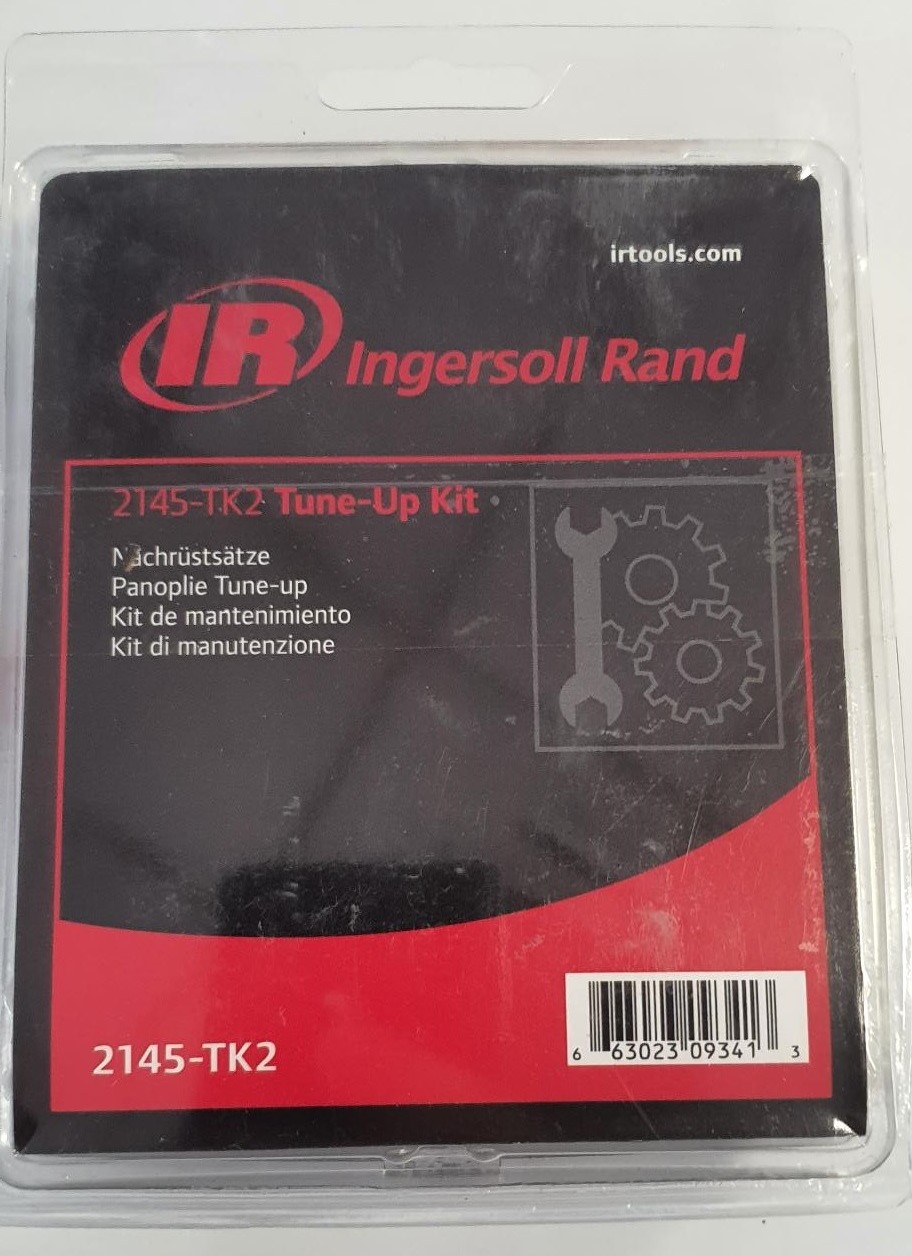 irtools.com
IR Ingersoll Rand
2145-TK2 Tune-Up Kit
Nachrüstsätze
Panoplie Tune-up
Kit de mantenimiento
Kit di manutenzione
2145-TK2
6 63023 09341 3